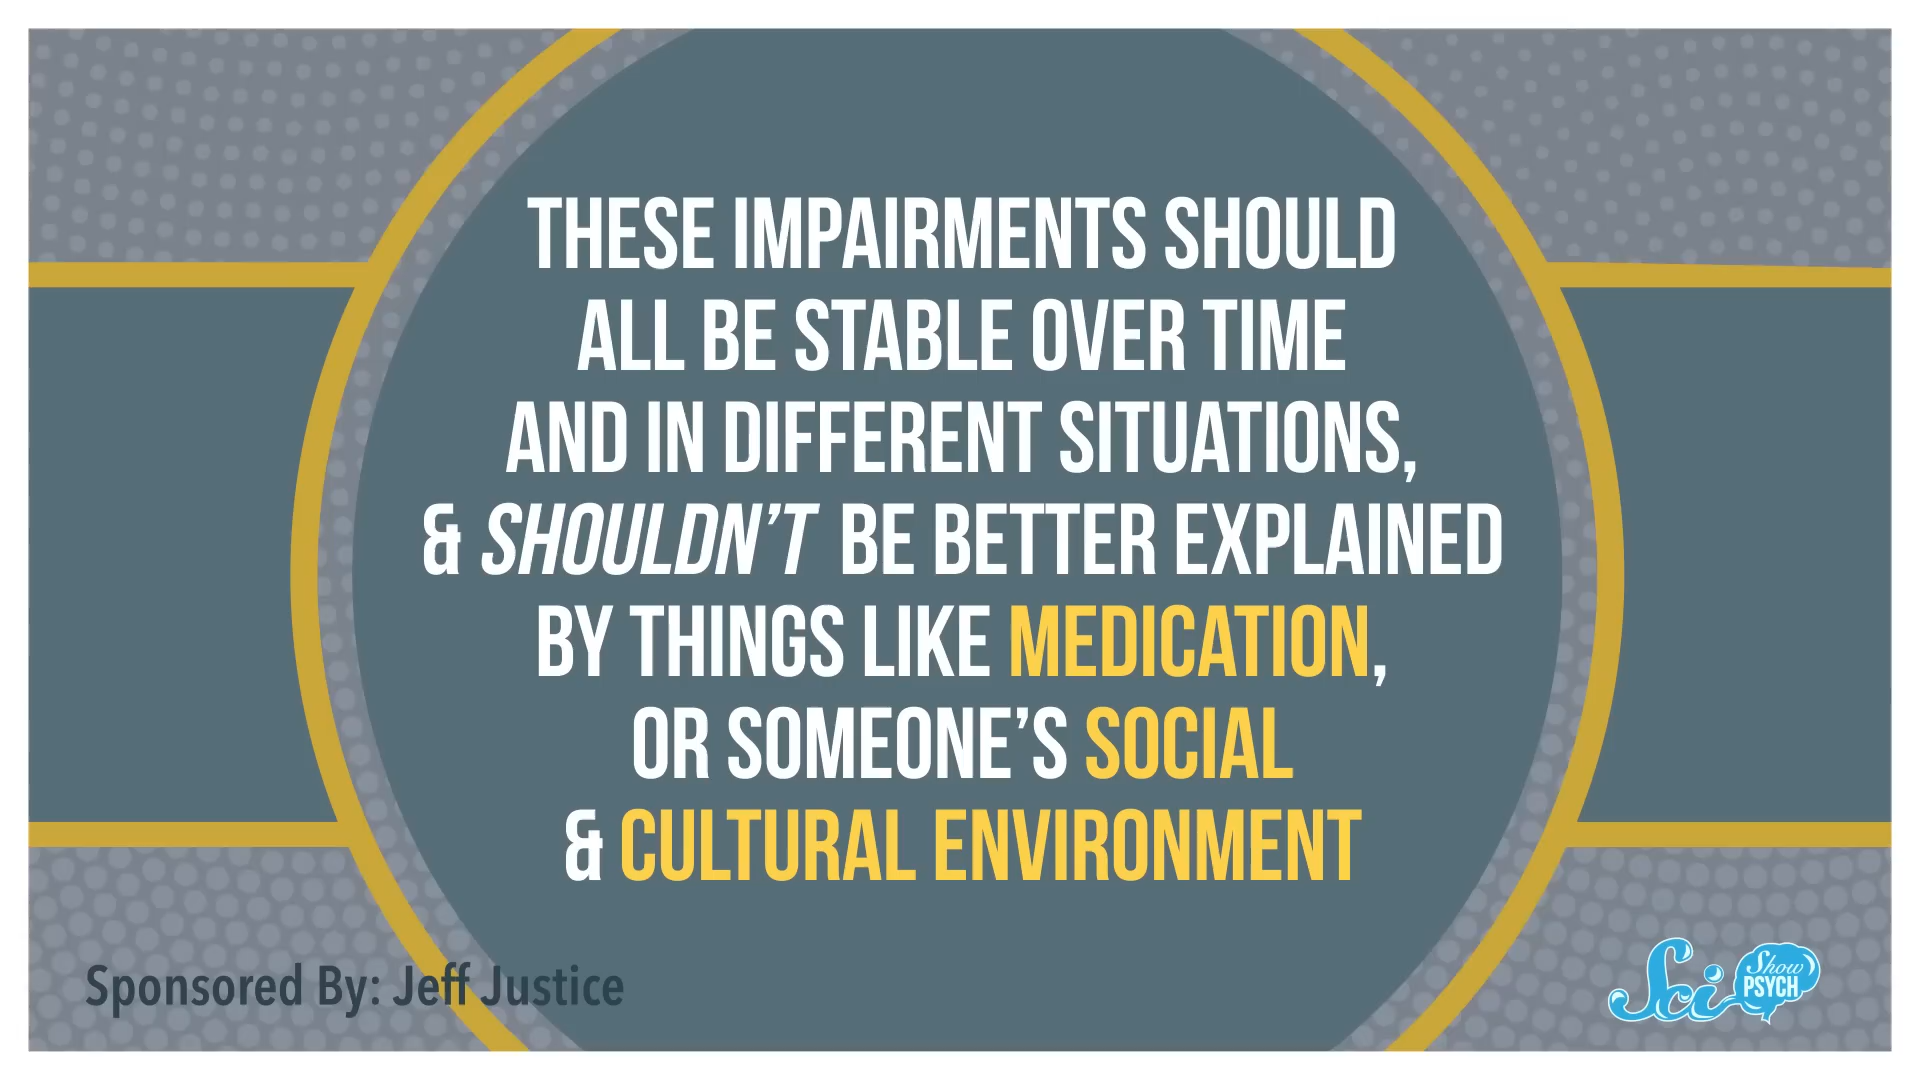 THESE IMPAIRMENTS SHOULD
ALL BE STABLE OVER TIME
AND IN DIFFERENT SITUATIONS,
& SHOULDN'T BE BETTER EXPLAINED
BY THINGS LIKE MEDICATION,
OR SOMEONE'S SOCIAL
& CULTURAL ENVIRONMENT
Sponsored By: Jeff Justice
Sci Show
PSYCH